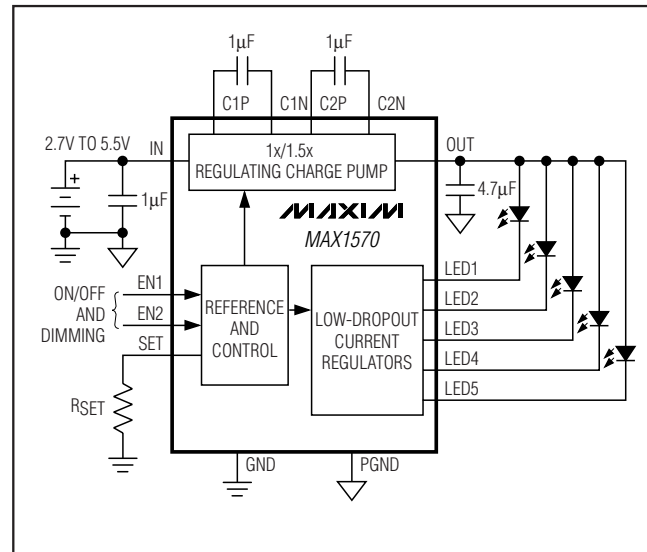 1μF 1μF
C1P C1N C2P C2N
2.7V TO 5.5V IN OUT
1x/1.5x
REGULATING CHARGE PUMP
1μF
4.7μF
MAXIM
MAX1570
ON/OFF
AND
DIMMING
EN1
EN2
SET
REFERENCE
AND
CONTROL
LOW-DROPOUT
CURRENT
REGULATORS
LED1
LED2
LED3
LED4
LED5
RSET
GND PGND